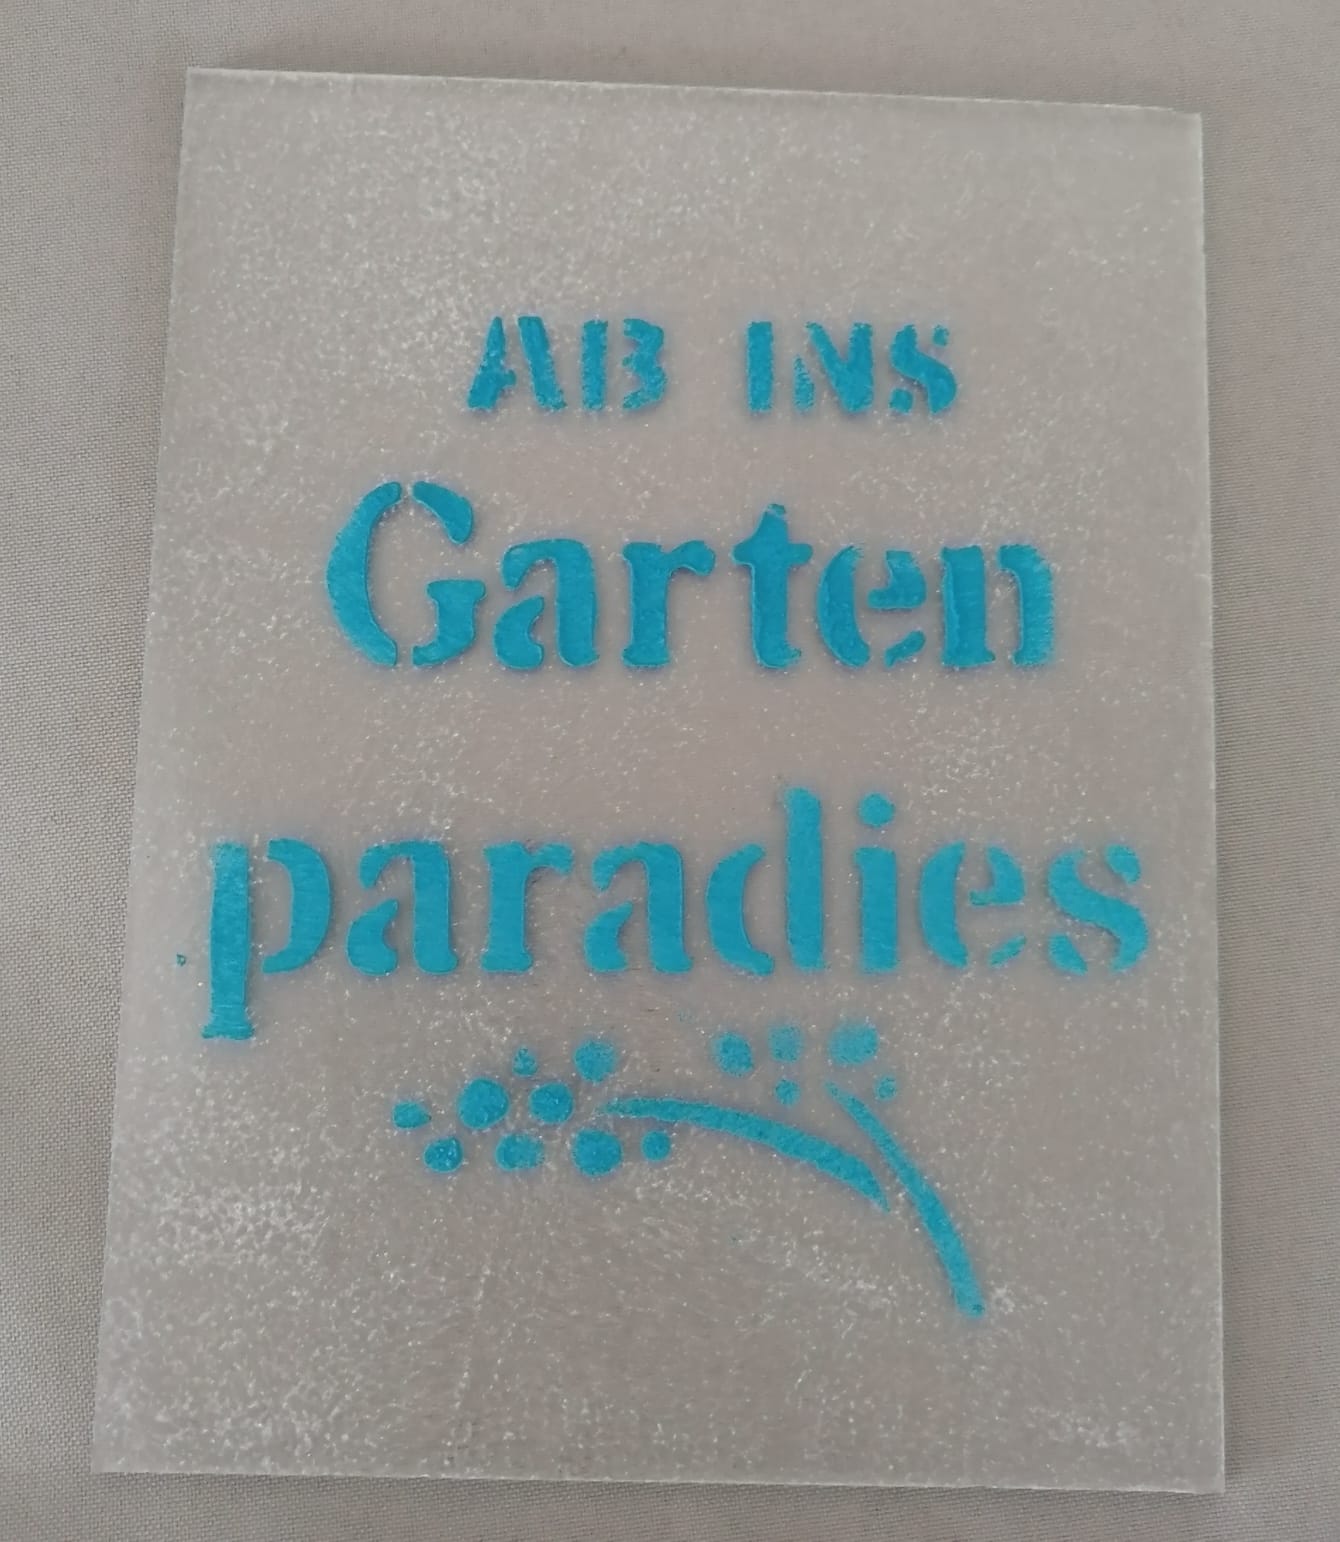 AB INS
Garten
paradies